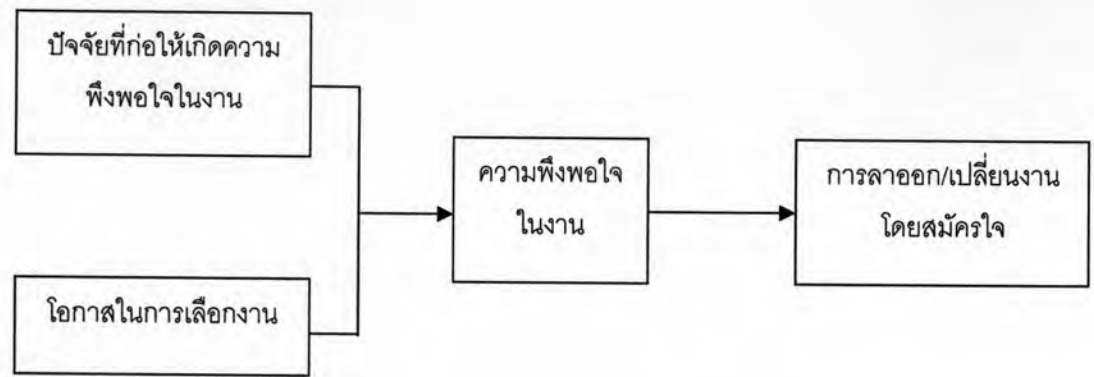 ปัจจัยที่ก่อให้เกิดความ
พึงพอใจในงาน
ความพึงพอใจ
ในงาน
การลาออก/เปลี่ยนงาน
โดยสมัครใจ
โอกาสในการเลือกงาน